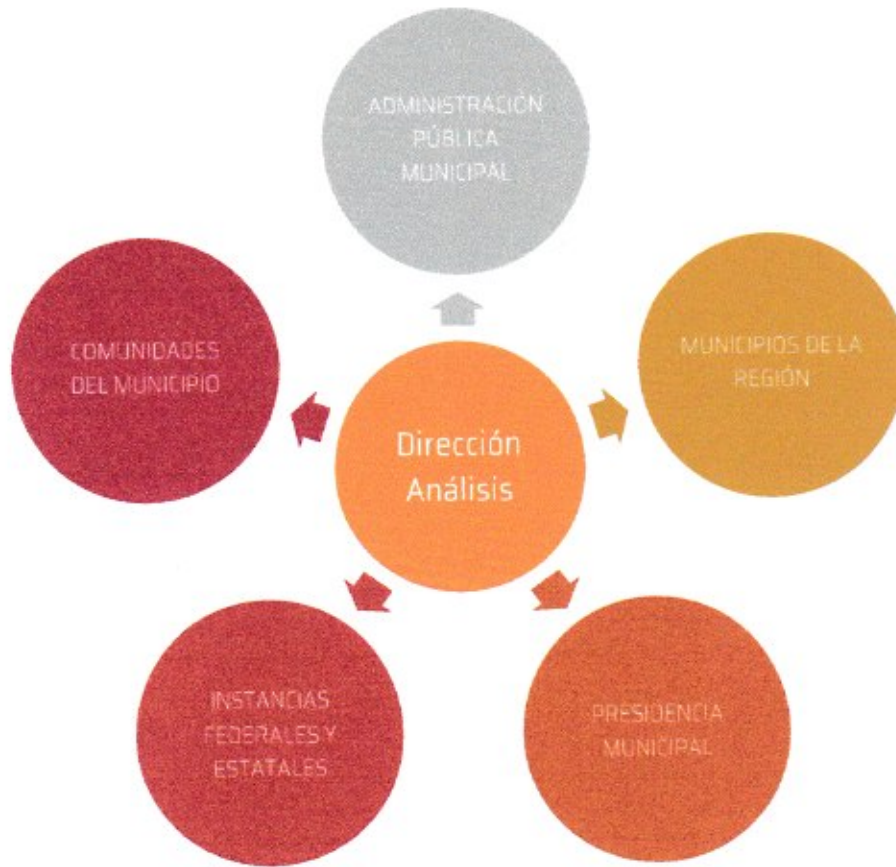 ADMINISTRACIÓN
PÚBLICA
MUNICIPAL
COMUNIDADES
DEL MUNICIPIO
MUNICIPIOS DE LA
REGIÓN
Dirección
Análisis
INSTANCIAS
FEDERALES Y
ESTATALES
PRESIDENCIA
MUNICIPAL